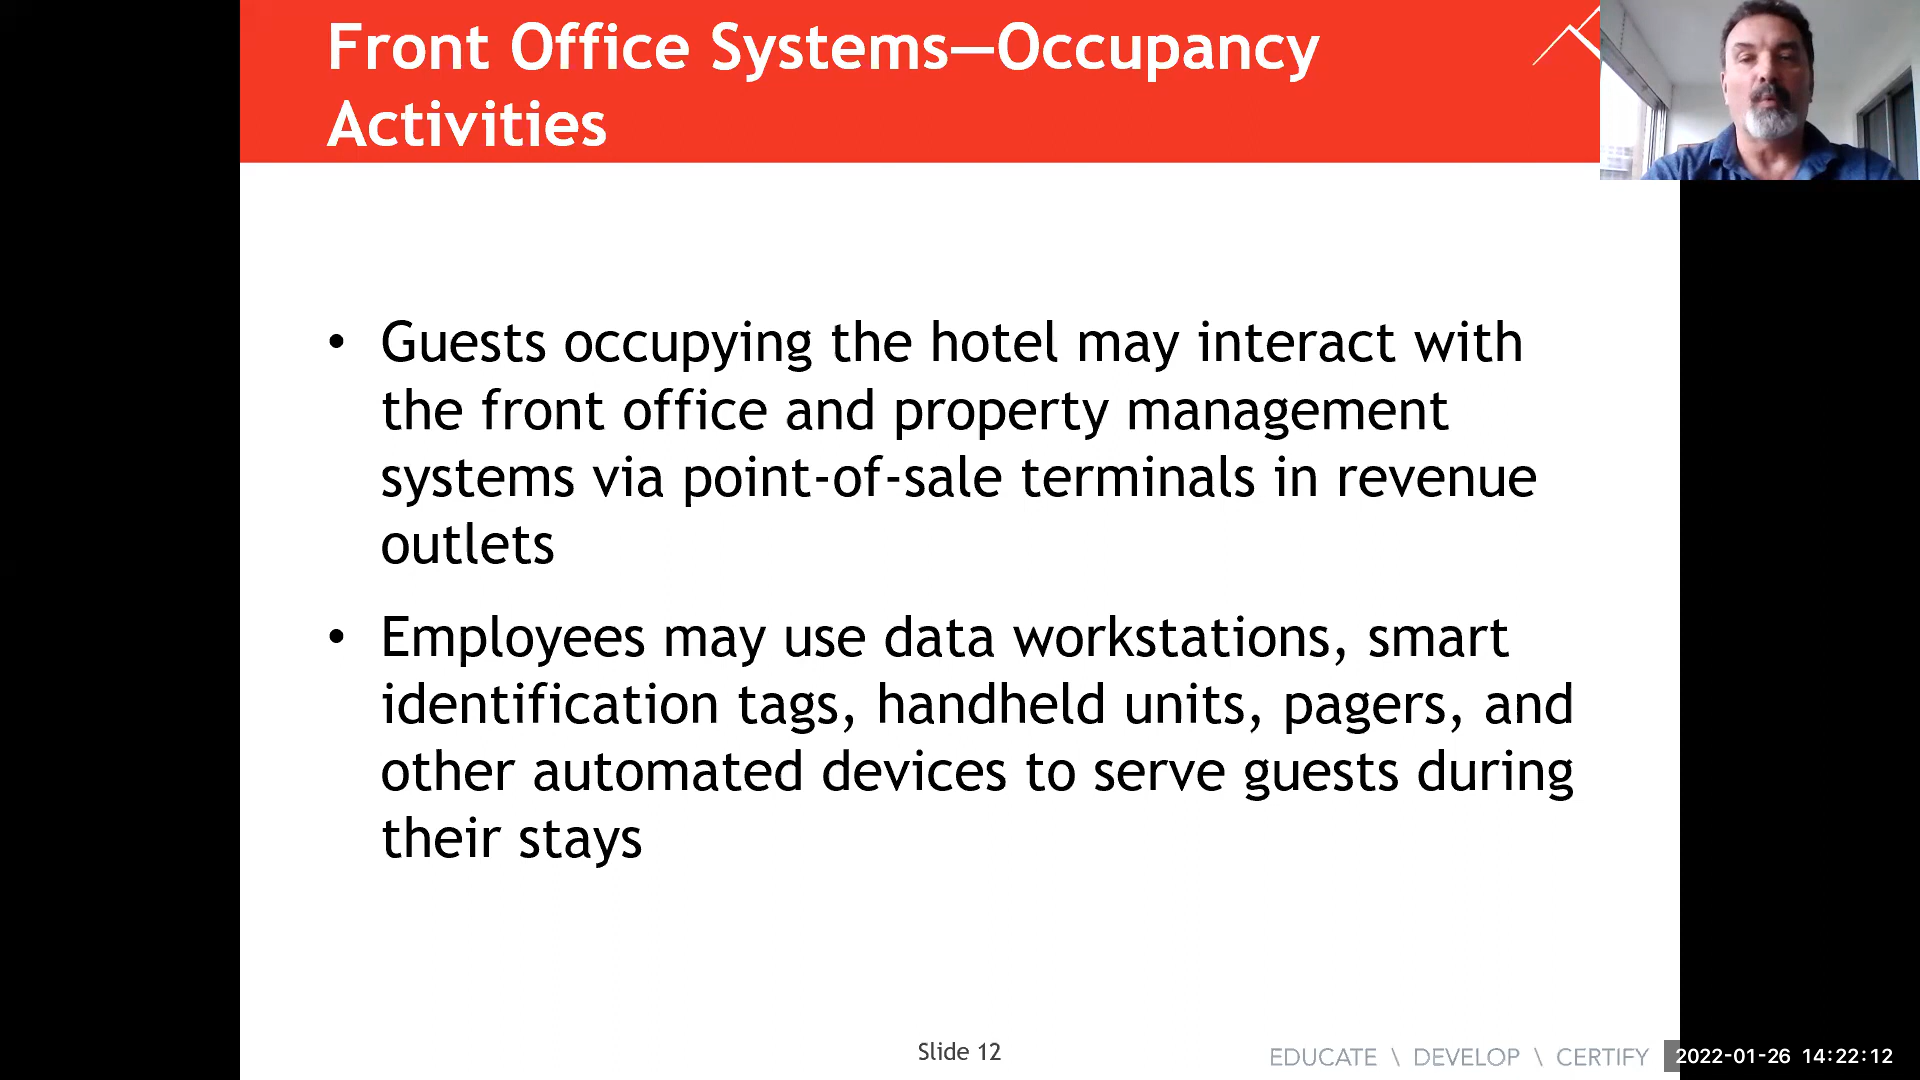 Front Office Systems—Occupancy
Activities
• Guests occupying the hotel may interact with
the front office and property management
systems via point-of-sale terminals in revenue
outlets
• Employees may use data workstations, smart
identification tags, handheld units, pagers, and
other automated devices to serve guests during
their stays
Slide 12
EDUCATE \ DEVELOP \ CERTIFY
2022-01-26 14:22:12